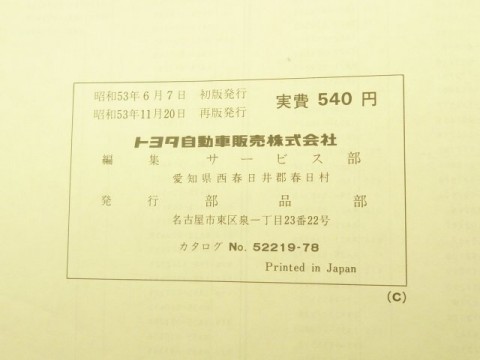 昭和53年6月7日 初版発行 実費 540 円
昭和53年11月20日 再版発行
トヨタ自動車販売株式会社
編集 サービス部
愛知県西春日井郡春日村
発行 部品部
名古屋市東区泉一丁目23番22号
カタログ No. 52219-78
Printed in Japan
(C)